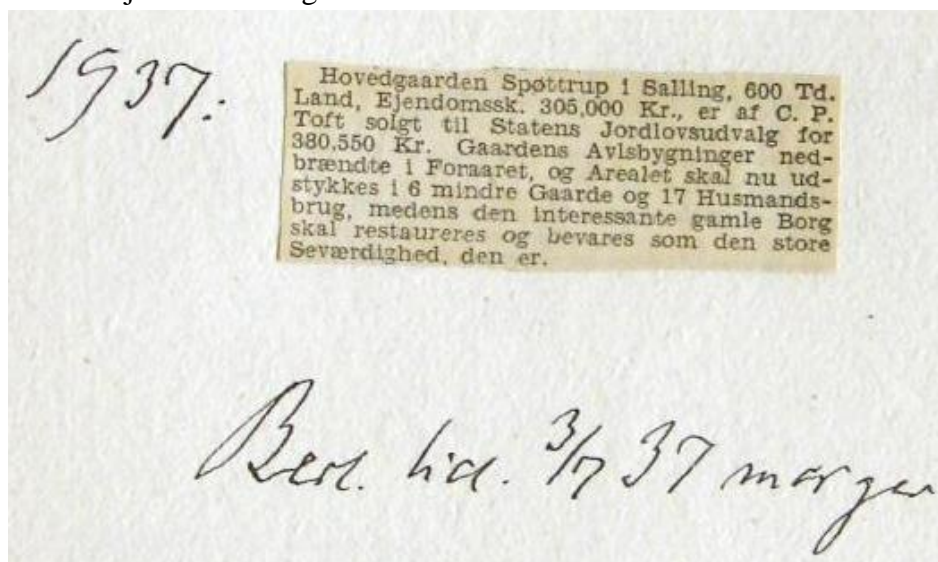 1937.
Hovedgaarden Spøttrup i Salling, 600 Td.
Land, Ejendomssk. 305,000 Kr., er af C. P.
Toft solgt til Statens Jordlovsudvalg for
380,550 Kr. Gaardens Avlsbygninger ned-
brændte i Foraaret, og Arealet skal nu ud-
stykkes i 6 mindre Gaarde og 17 Husmands-
brug, medens den interessante gamle Borg
skal restaureres og bevares som den store
Seværdighed, den er.
Berl. tid. 3/7 37 morgen